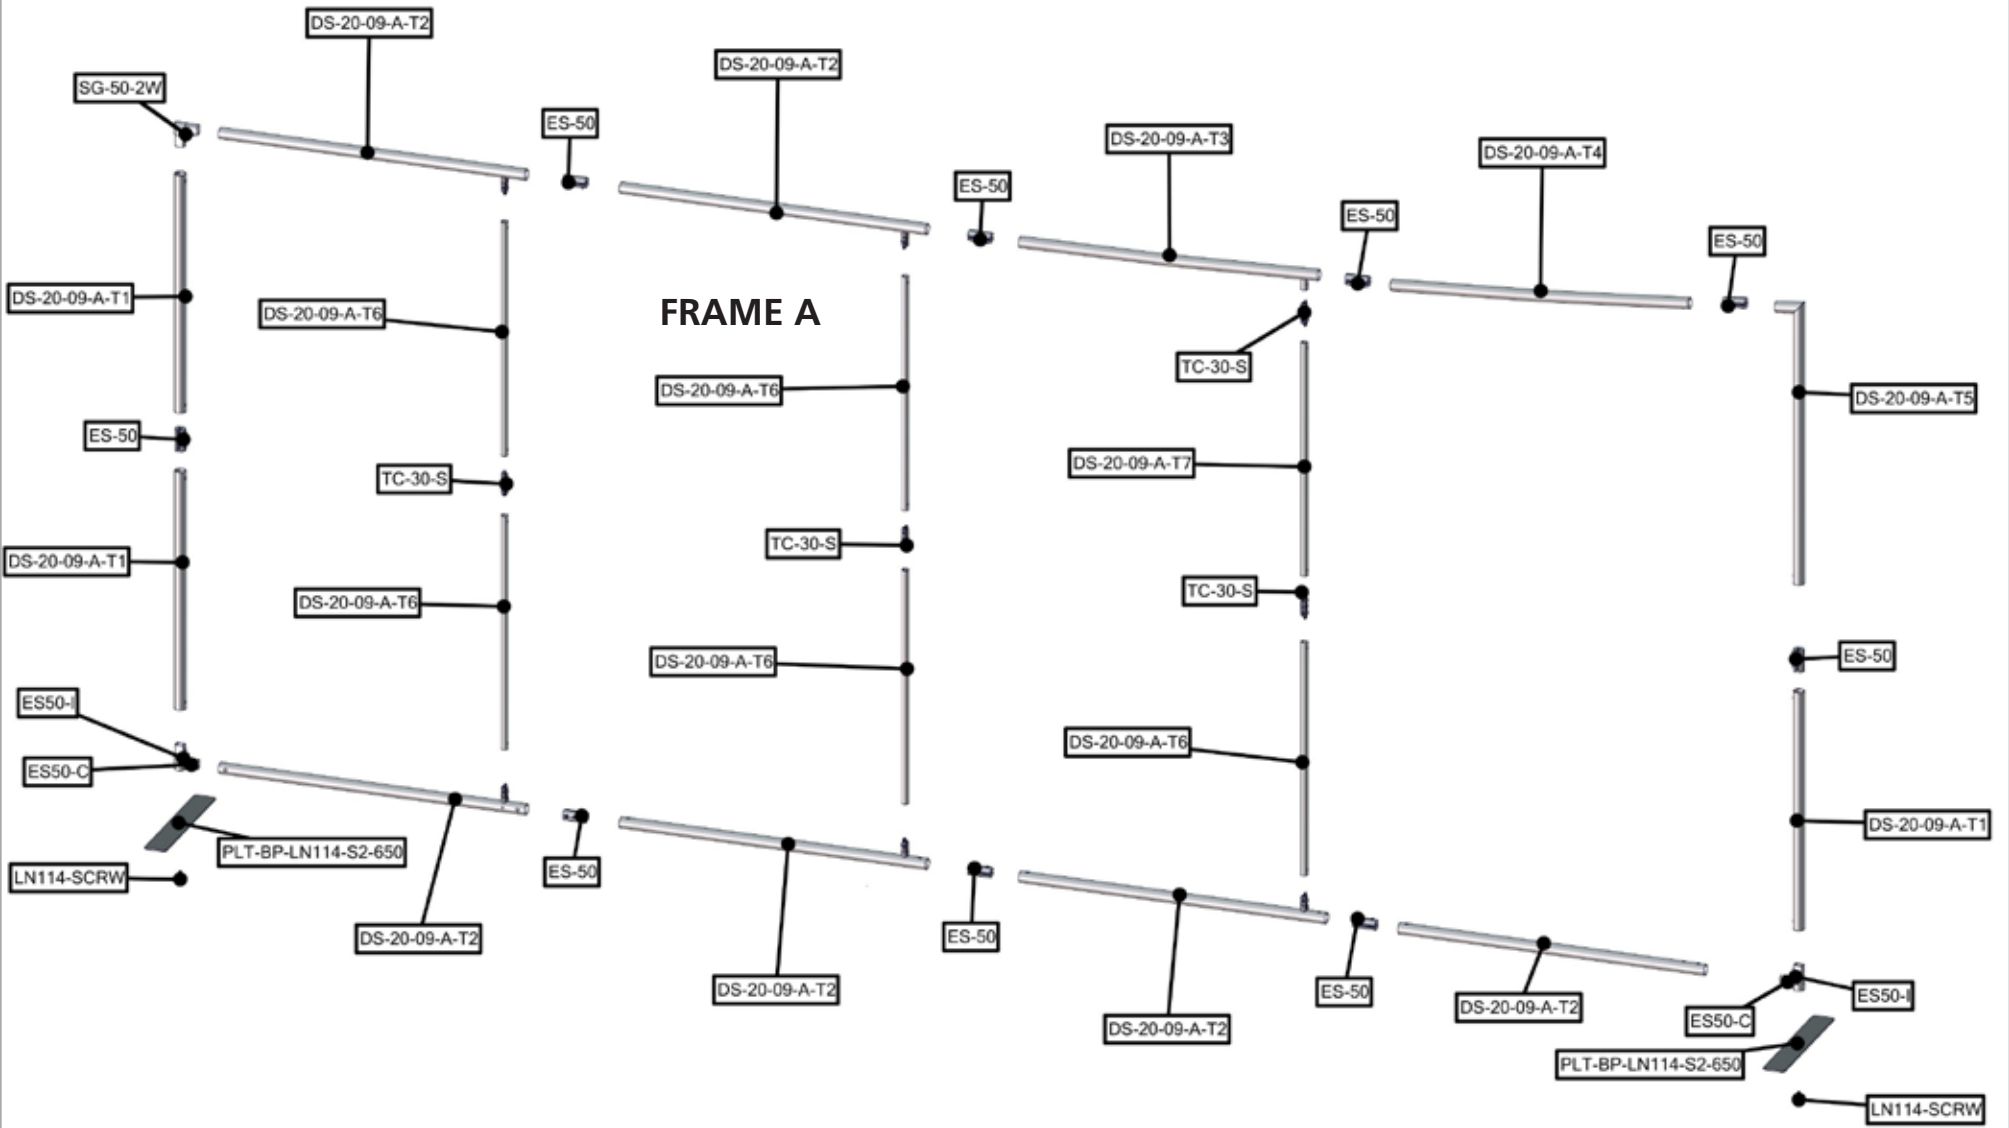 DS-20-09-A-T2
DS-20-09-A-T2
SG-50-2W
ES-50
DS-20-09-A-T3
DS-20-09-A-T4
ES-50
ES-50
ES-50
DS-20-09-A-T1
DS-20-09-A-T6
FRAME A
TC-30-S
DS-20-09-A-T6
DS-20-09-A-T5
ES-50
TC-30-S
DS-20-09-A-T7
DS-20-09-A-T1
TC-30-S
DS-20-09-A-T6
TC-30-S
DS-20-09-A-T6
ES-50
ES50-I
DS-20-09-A-T6
ES50-C
DS-20-09-A-T1
PLT-BP-LN114-S2-650
LN114-SCRW
ES-50
DS-20-09-A-T2
ES-50
DS-20-09-A-T2
ES-50
ES50-I
DS-20-09-A-T2
ES50-C
DS-20-09-A-T2
PLT-BP-LN114-S2-650
LN114-SCRW